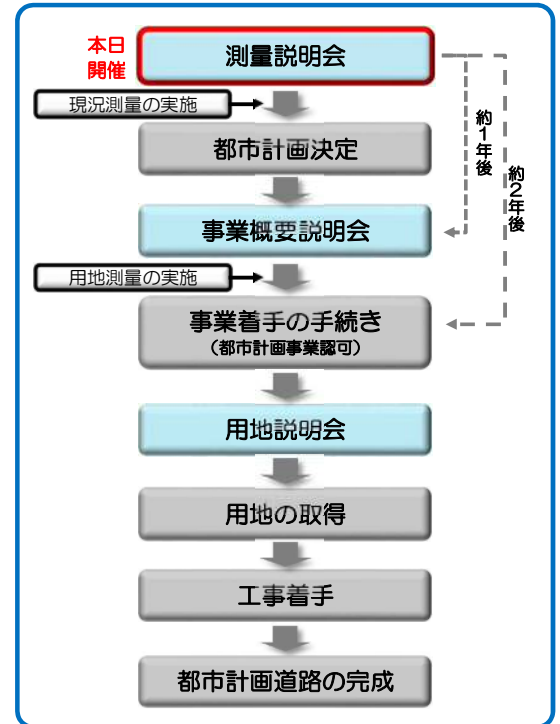 本日
開催
測量説明会
現況測量の実施
都市計画決定
約1年後
約2年後
事業概要説明会
用地測量の実施
事業着手の手続き
（都市計画事業認可）
用地説明会
用地の取得
工事着手
都市計画道路の完成